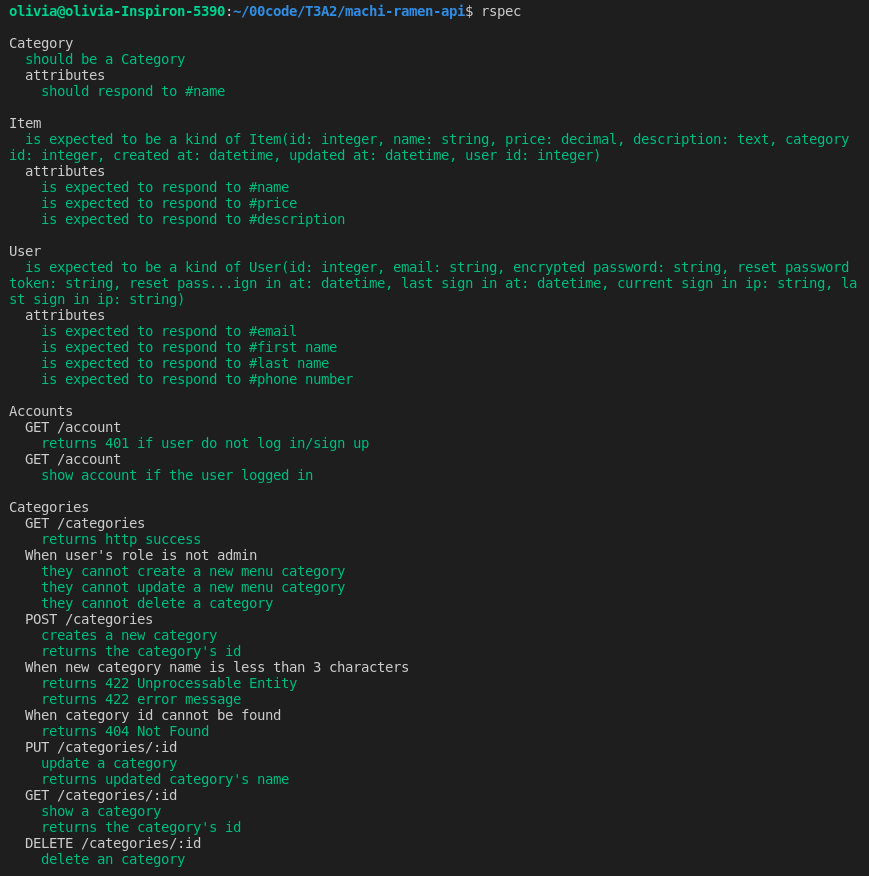 olivia@olivia-Inspiron-5390:~/00code/T3A2/machi-ramen-api$ rspec
Category
should be a Category
attributes
should respond to #name
Item
is expected to be a kind of Item(id: integer, name: string, price: decimal, description: text, category
id: integer, created at: datetime, updated at: datetime, user id: integer)
attributes
is expected to respond to #name
is expected to respond to #price
is expected to respond to #description
User
is expected to be a kind of User(id: integer, email: string, encrypted password: string, reset password
token: string, reset pass...ign in at: datetime, last sign in at: datetime, current sign in ip: string, la
st sign in ip: string)
attributes
is expected to respond to #email
is expected to respond to #first name
is expected to respond to #last name
is expected to respond to #phone number
Accounts
GET /account
returns 401 if user do not log in/sign up
GET /account
show account if the user logged in
Categories
GET /categories
returns http success
When user's role is not admin
they cannot create a new menu category
they cannot update a new menu category
they cannot delete a category
POST /categories
creates a new category
returns the category's id
When new category name is less than 3 characters
returns 422 Unprocessable Entity
returns 422 error message
When category id cannot be found
returns 404 Not Found
PUT /categories/:id
update a category
returns updated category's name
GET /categories/:id
show a category
returns the category's id
DELETE /categories/:id
delete an category